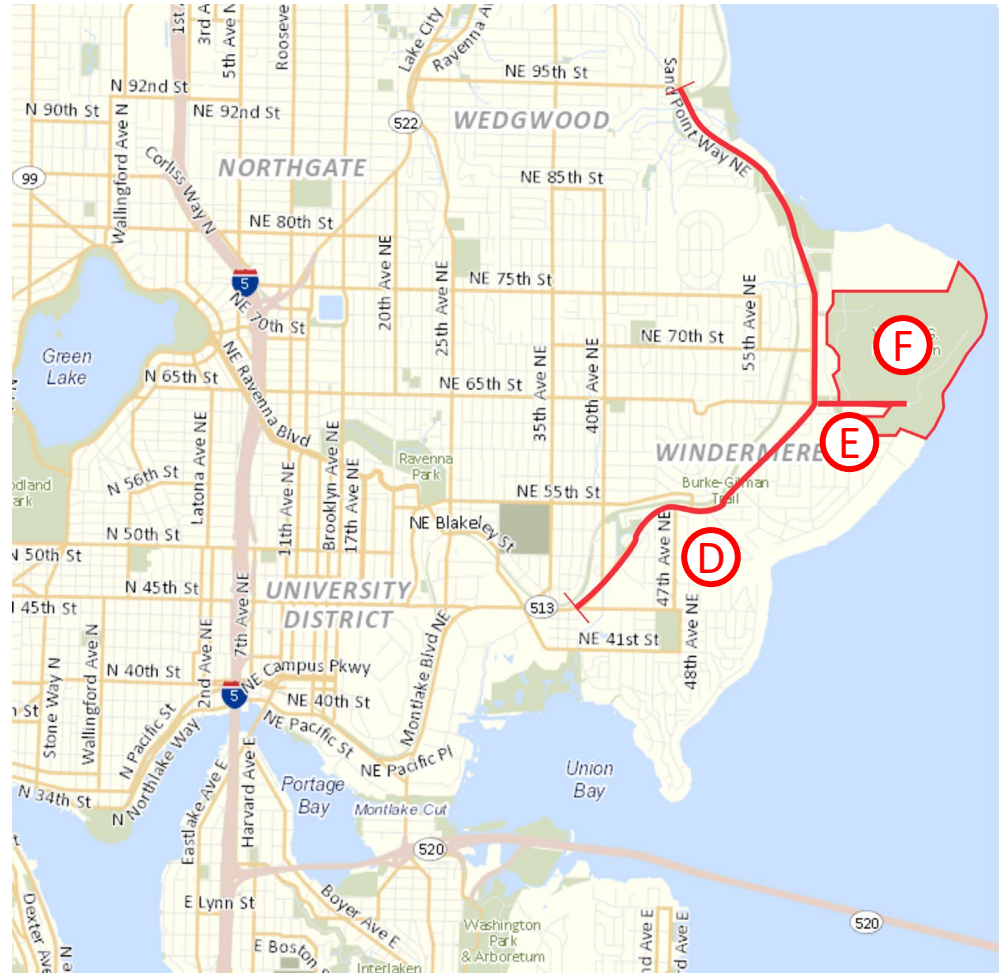 1st A
3rd A
5th Ave N
Roosev
Lake City
Ravenna Av
NE 95th St
Sand Point Way NE
N 92nd St
N 90th St
NE 92nd St
522
WEDGWOOD
NORTHGATE
99
Wallingford Ave N
Corliss Way N
NE 85th St
NE 80th St
20th Ave NE
25th Ave NE
5
NE 75th St
55th Ave NE
NE 70th St
NE 70th St
F
Green
Lake
NE Ravenna Blvd
N 65th St
NE 65th St
35th Ave NE
40th Ave NE
E
WINDERMERE
Latona Ave NE
N 56th St
11th Ave NE
Brooklyn Ave NE
17th Ave NE
Ravenna
Park
odland
ark
Burke-Gilman
Trail
NE 55th St
NE Blakeley St
N 50th St
N 50th St
D
47th Ave NE
N 45th St
45th St
UNIVERSITY
DISTRICT
513
7th Ave NE
NE 41st St
48th Ave NE
Montlake Blvd NE
2nd Ave NE
N 40th St
NE Campus Pkwy
NE 40th St
5
Stone Way N
Wallingford Ave N
N Pacific St
N Northlake Way
NE Pacific St
NE Pacific Pl
N 34th St
Eastlake Ave E
Harvard Ave E
Portage
Bay
Montlake Cut
Union
Bay
520
E Lynn St
Boyer Ave E
520
Dexter Ave
E Boston
Washington
Park
& Arboretum
Interlaken